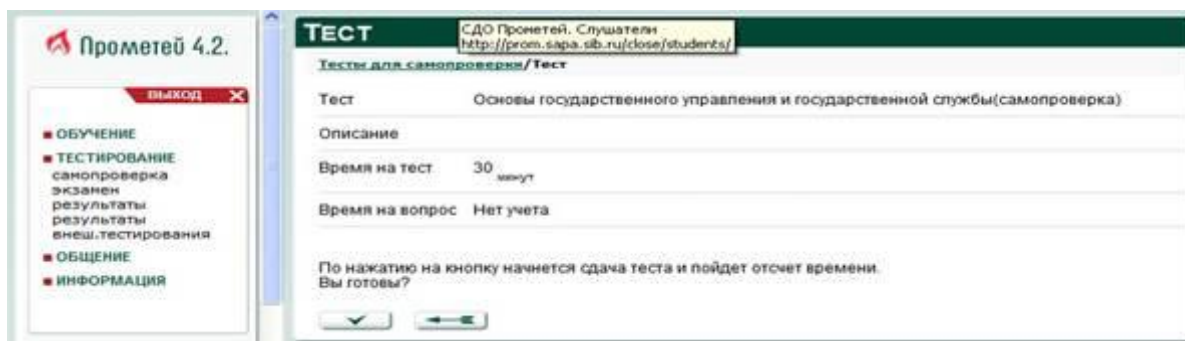 Прометей 4.2.
ВЫХОД
ОБУЧЕНИЕ
ТЕСТИРОВАНИЕ
самопроверка
экзамен
результаты
результаты
внеш.тестирования
ОБЩЕНИЕ
ИНФОРМАЦИЯ
ТЕСТ
СДО Прометей. Слушатели
http://prom.sapa.sib.ru/close/students/
Тесты для самопроверки/Тест
Тест Основы государственного управления и государственной службы(самопроверка)
Описание
Время на тест 30 минут
Время на вопрос Нет учета
По нажатию на кнопку начнется сдача теста и пойдет отсчет времени.
Вы готовы?